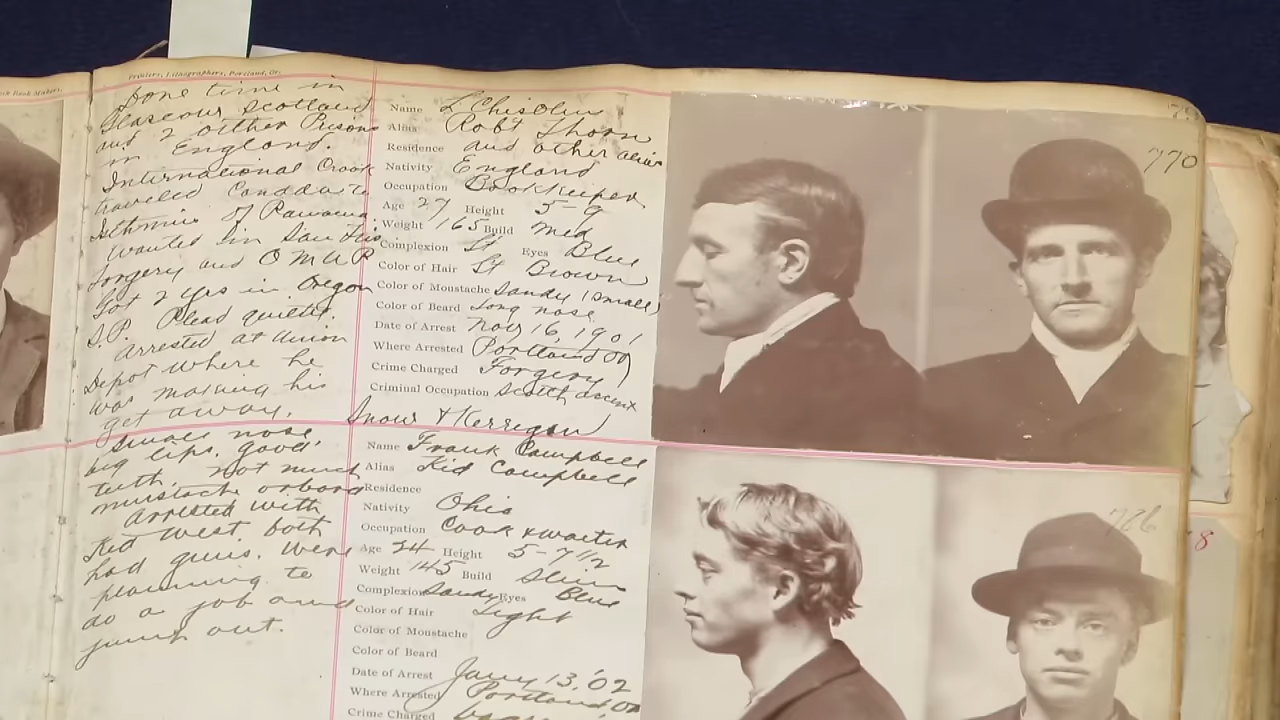 ck Book Makers.
Printers, Lithographers, Portland, Or.
Done time in
Glascow Scotland
and 2 other Prisons
in England.
International Crook
traveled Canada to
Isthmus of Panama.
Wanted in San
forgery and O M U P
Got 2 yrs in Oregon
S.P. Plead guilty.
Arrested at Union
Depot where he
was making his
get away.
Name L Chisolm
Alias Robt Thorn
Residence and other alias
Nativity England
Occupation Bookkeeper
Age 27 Height 5-9
Weight 165 Build Med
Complexion Lt Eyes Blue
Color of Hair Lt Brown
Color of Moustache Sandy (small)
Color of Beard Long nose
Date of Arrest Nov 16, 1901
Where Arrested Portland Or
Crime Charged Forgery
Criminal Occupation Scotch
Snow & Kerrigan
770
small nose,
big lips, good
teeth, not much
mustache or
Arrested with
Kid West, both
had guns. Were
planning to
do a job and
jump out.
Name Frank Campbell
Alias Kid Campbell
Residence
Nativity Ohio
Occupation Cook & waiter
Age 24 Height 5-7 1/2
Weight 145 Build Slim
Complexion Sandy Eyes Blue
Color of Hair Light
Color of Moustache
Color of Beard
Date of Arrest Jany 13, '02
Where Arrested Portland, Or
Crime Charged
786
8